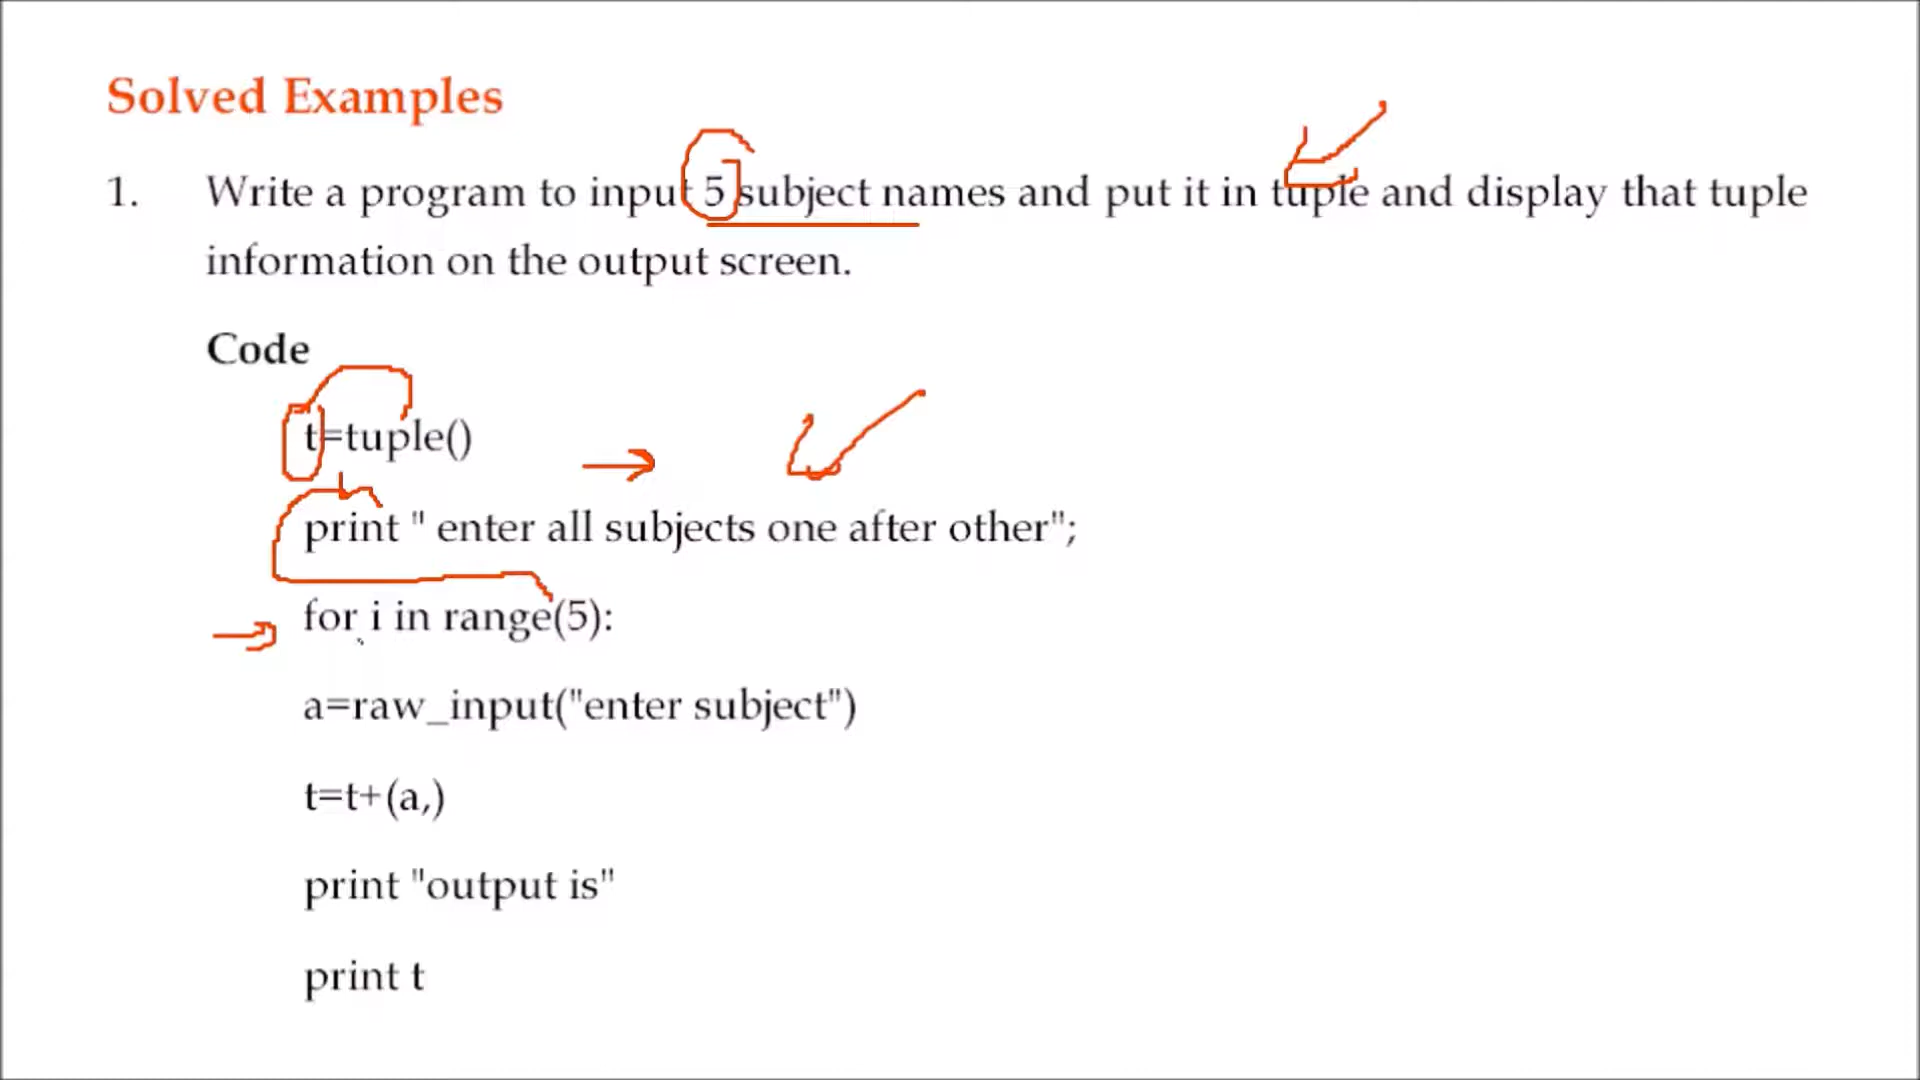 Solved Examples
1. Write a program to input 5 subject names and put it in tuple and display that tuple
information on the output screen.
Code
t=tuple()
print " enter all subjects one after other";
for i in range(5):
a=raw_input("enter subject")
t=t+(a,)
print "output is"
print t